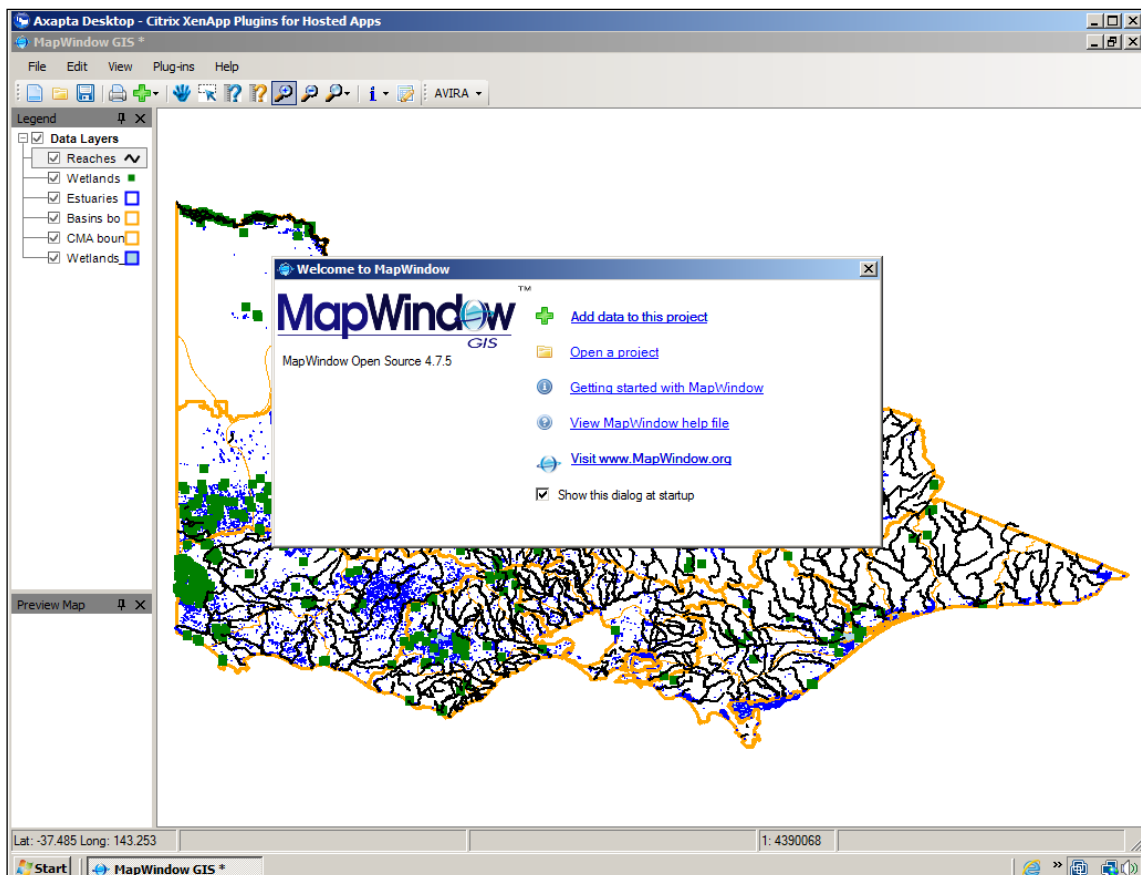 Axapta Desktop - Citrix XenApp Plugins for Hosted Apps
MapWindow GIS *
File Edit View Plug-ins Help
AVIRA
Legend
Data Layers
Reaches
Wetlands
Estuaries
Basins bo
CMA boun
Wetlands_
Welcome to MapWindow
MapWindow™
GIS
MapWindow Open Source 4.7.5
Add data to this project
Open a project
Getting started with MapWindow
View MapWindow help file
Visit www.MapWindow.org
Show this dialog at startup
Preview Map
Lat: -37.485 Long: 143.253
1: 4390068
Start
MapWindow GIS *